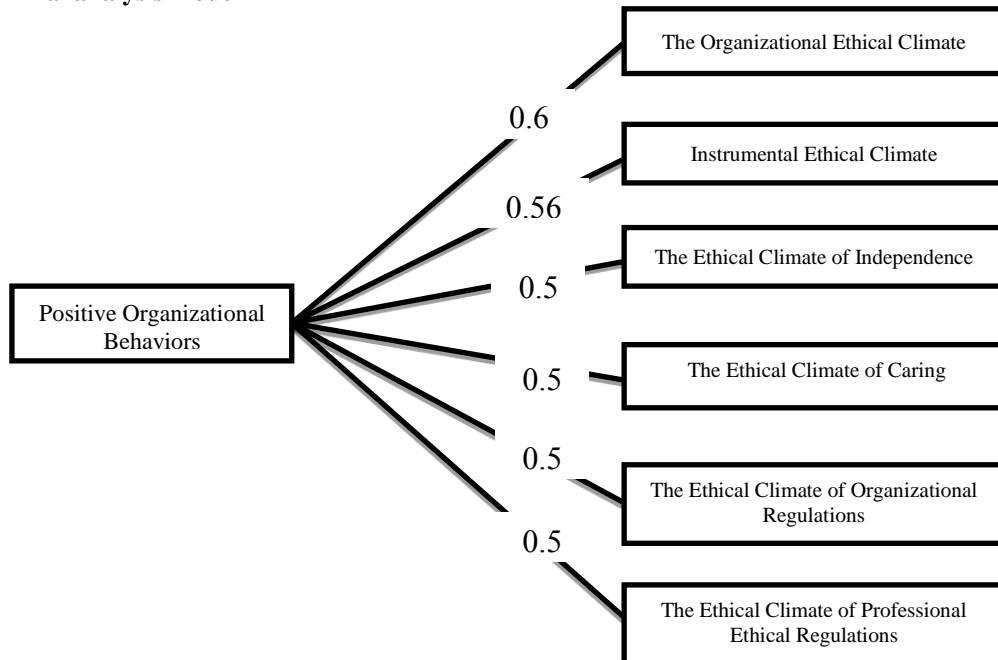 The Organizational Ethical Climate
0.6
Instrumental Ethical Climate
0.56
The Ethical Climate of Independence
0.5
Positive Organizational
Behaviors
The Ethical Climate of Caring
0.5
The Ethical Climate of Organizational
Regulations
0.5
The Ethical Climate of Professional
Ethical Regulations
0.5